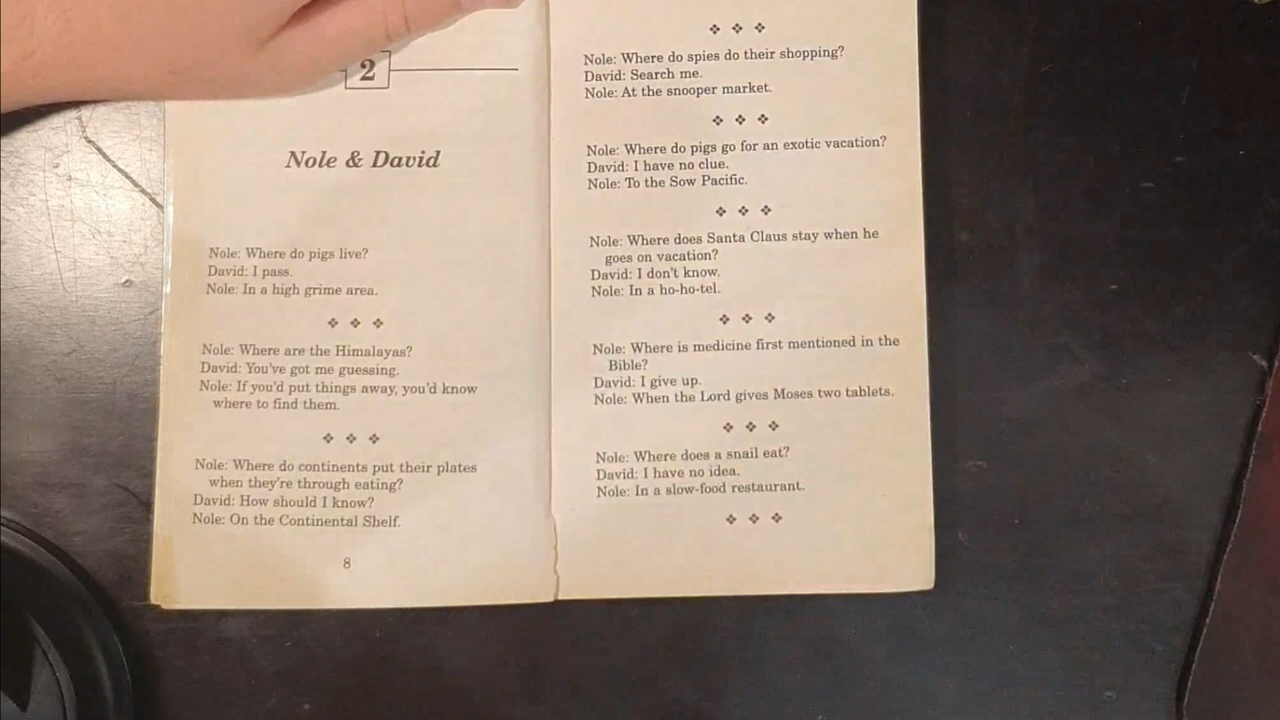 2
Nole & David
Nole: Where do pigs live?
David: I pass.
Nole: In a high grime area.
❖ ❖ ❖
Nole: Where are the Himalayas?
David: You've got me guessing.
Nole: If you'd put things away, you'd know
where to find them.
❖ ❖ ❖
Nole: Where do continents put their plates
when they're through eating?
David: How should I know?
Nole: On the Continental Shelf.
8
❖ ❖ ❖
Nole: Where do spies do their shopping?
David: Search me.
Nole: At the snooper market.
❖ ❖ ❖
Nole: Where do pigs go for an exotic vacation?
David: I have no clue.
Nole: To the Sow Pacific.
❖ ❖ ❖
Nole: Where does Santa Claus stay when he
goes on vacation?
David: I don't know.
Nole: In a ho-ho-tel.
❖ ❖ ❖
Nole: Where is medicine first mentioned in the
Bible?
David: I give up.
Nole: When the Lord gives Moses two tablets.
❖ ❖ ❖
Nole: Where does a snail eat?
David: I have no idea.
Nole: In a slow-food restaurant.
❖ ❖ ❖